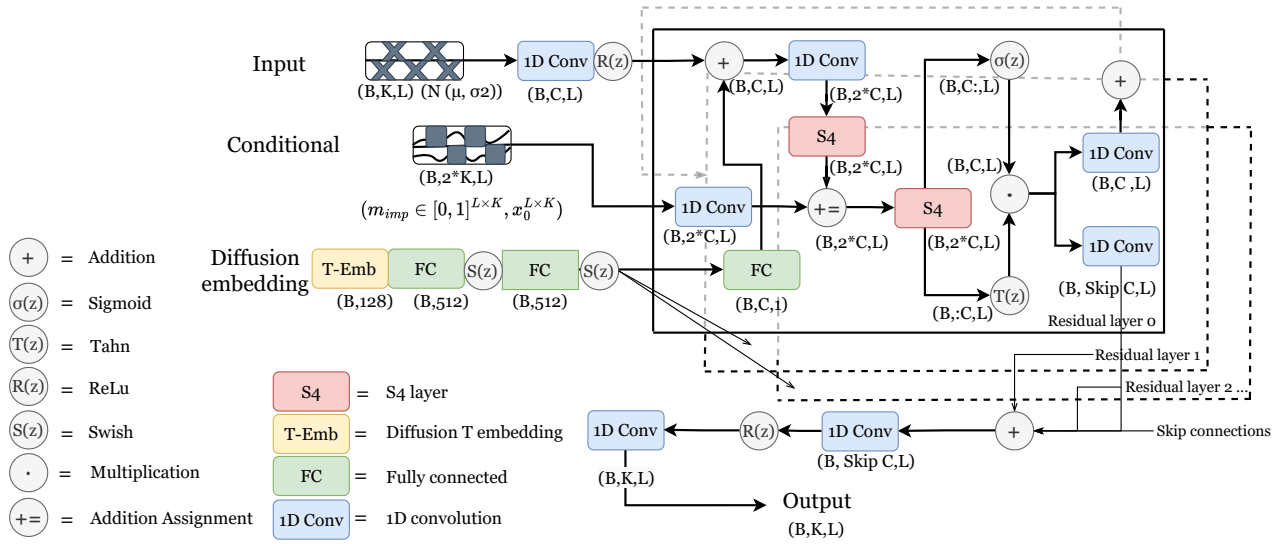 Input
(B,K,L) (N (μ, σ2))
1D Conv
R(z)
(B,C,L)
+
(B,C,L)
1D Conv
(B,2*C,L)
S4
(B,2*C,L)
σ(z)
(B,C:,L)
+
Conditional
(B,2*K,L)
(m_{imp} ∈ [0, 1]^{L×K}, x_0^{L×K})
1D Conv
(B,2*C,L)
+=
(B,2*C,L)
S4
(B,2*C,L)
(B,C,L)
·
1D Conv
(B,C ,L)
1D Conv
(B, Skip C,L)
T(z)
(B,:C,L)
Diffusion
embedding
T-Emb
FC
S(z)
FC
S(z)
(B,128)
(B,512)
(B,512)
FC
(B,C,1)
Residual layer 0
Residual layer 1
Residual layer 2 ...
Skip connections
+
1D Conv
(B, Skip C,L)
R(z)
1D Conv
(B,K,L)
Output
(B,K,L)
+ = Addition
σ(z) = Sigmoid
T(z) = Tahn
R(z) = ReLu
S(z) = Swish
· = Multiplication
+= = Addition Assignment
S4 = S4 layer
T-Emb = Diffusion T embedding
FC = Fully connected
1D Conv = 1D convolution